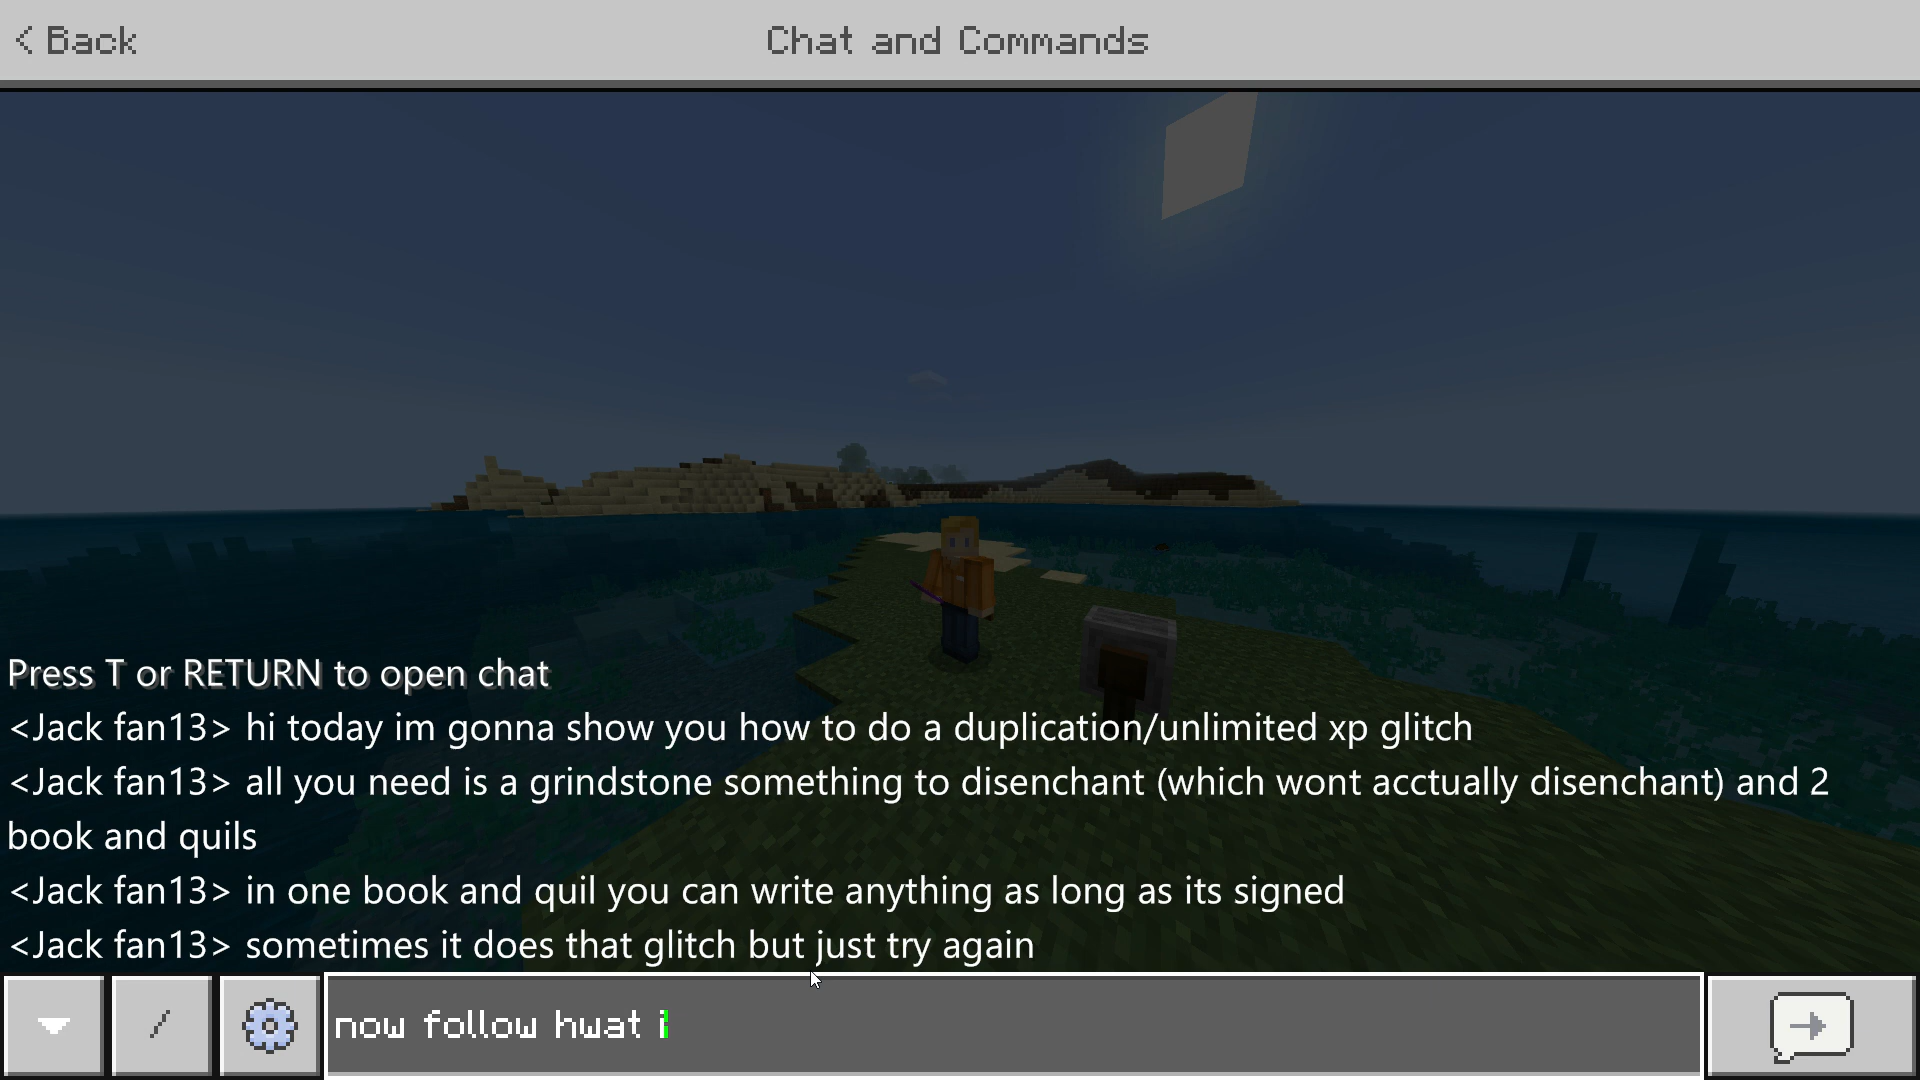 < Back
Chat and Commands
Press T or RETURN to open chat
<Jack fan13> hi today im gonna show you how to do a duplication/unlimited xp glitch
<Jack fan13> all you need is a grindstone something to disenchant (which wont acctually disenchant) and 2
book and quils
<Jack fan13> in one book and quil you can write anything as long as its signed
<Jack fan13> sometimes it does that glitch but just try again
/
now follow hwat i